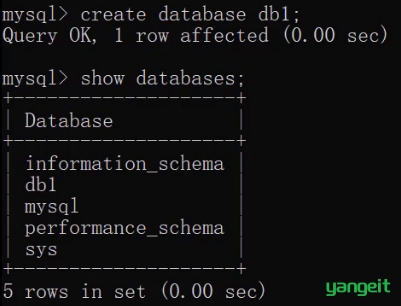 mysql> create database db1;
Query OK, 1 row affected (0.00 sec)
mysql> show databases;
+--------------------+
| Database           |
+--------------------+
| information_schema |
| db1                |
| mysql              |
| performance_schema |
| sys                |
+--------------------+
5 rows in set (0.00 sec)
yangeit